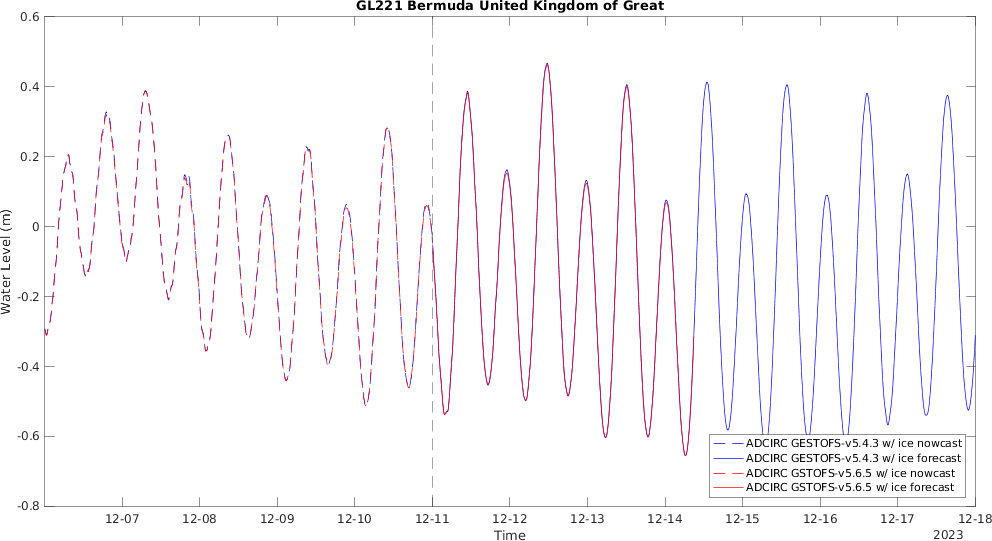 GL221 Bermuda United Kingdom of Great
0.6
0.4
0.2
0
-0.2
-0.4
-0.6
-0.8
Water Level (m)
ADCIRC GESTOFS-v5.4.3 w/ ice nowcast
ADCIRC GESTOFS-v5.4.3 w/ ice forecast
ADCIRC GSTOFS-v5.6.5 w/ ice nowcast
ADCIRC GSTOFS-v5.6.5 w/ ice forecast
12-07 12-08 12-09 12-10 12-11 12-12 12-13 12-14 12-15 12-16 12-17 12-18
Time
2023